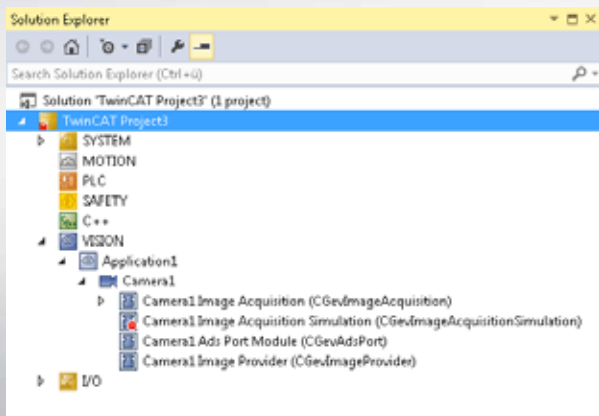 Solution Explorer
Search Solution Explorer (Ctrl+ü)
Solution 'TwinCAT Project3' (1 project)
TwinCAT Project3
SYSTEM
MOTION
PLC
SAFETY
C++
VISION
Application1
Camera1
Camera1 Image Acquisition (CGevImageAcquisition)
Camera1 Image Acquisition Simulation (CGevImageAcquisitionSimulation)
Camera1 Ads Port Module (CGevAdsPort)
Camera1 Image Provider (CGevImageProvider)
I/O